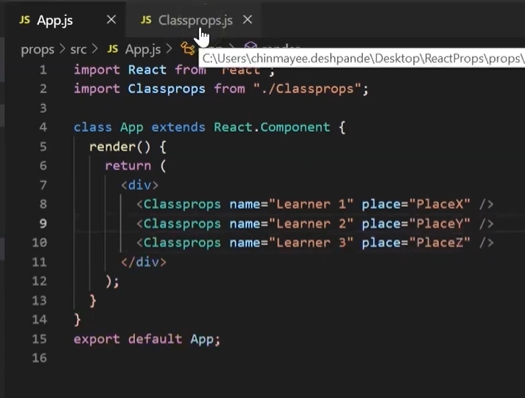 JS App.js × JS Classprops.js ×
props > src > JS App.js >
C:\Users\chinmayee.deshpande\Desktop\ReactProps\props\
1 import React from "react";
2 import Classprops from "./Classprops";
3
4 class App extends React.Component {
5 render() {
6 return (
7 <div>
8 <Classprops name="Learner 1" place="PlaceX" />
9 <Classprops name="Learner 2" place="PlaceY" />
10 <Classprops name="Learner 3" place="PlaceZ" />
11 </div>
12 );
13 }
14 }
15 export default App;
16